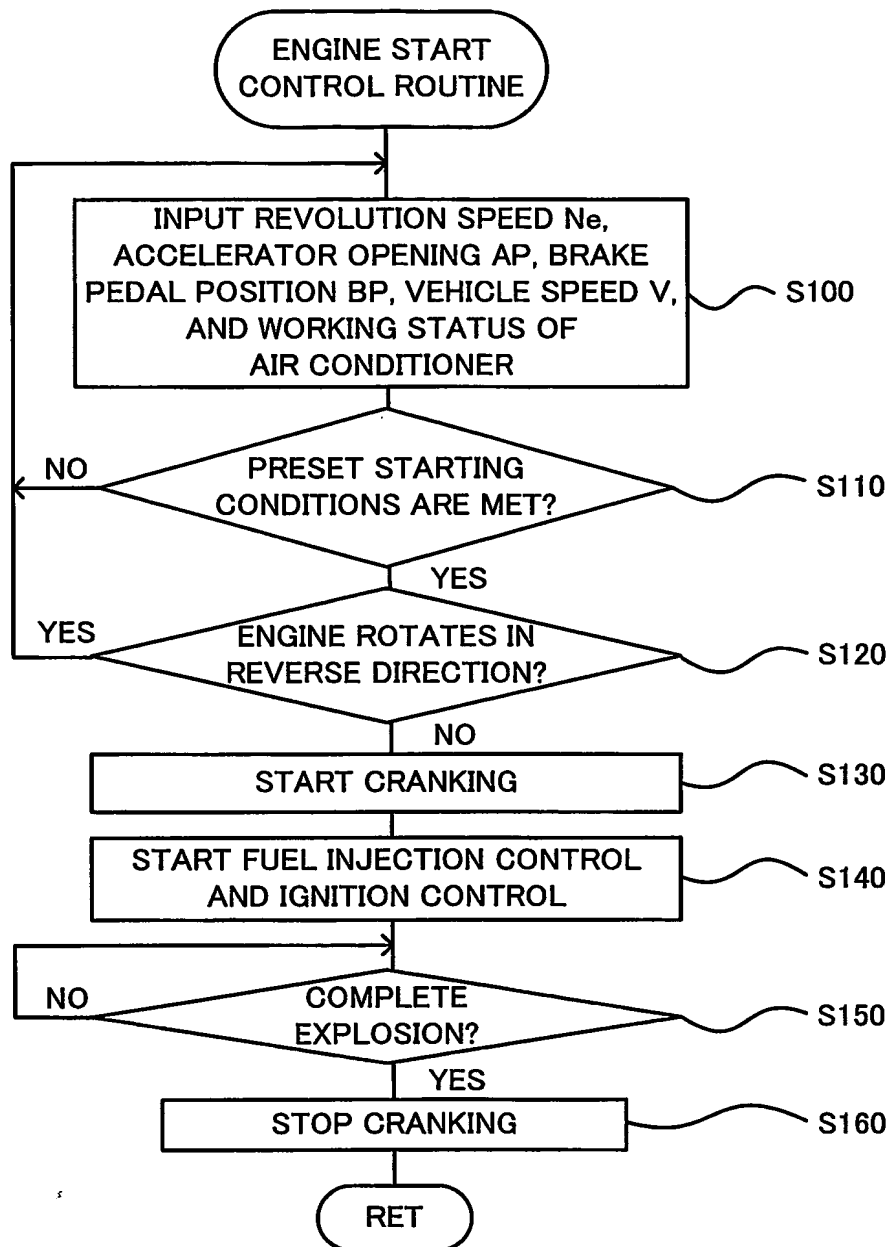 ENGINE START
CONTROL ROUTINE
INPUT REVOLUTION SPEED Ne,
ACCELERATOR OPENING AP, BRAKE
PEDAL POSITION BP, VEHICLE SPEED V,
AND WORKING STATUS OF
AIR CONDITIONER
S100
NO
PRESET STARTING
CONDITIONS ARE MET?
S110
YES
YES
ENGINE ROTATES IN
REVERSE DIRECTION?
S120
NO
START CRANKING
S130
START FUEL INJECTION CONTROL
AND IGNITION CONTROL
S140
NO
COMPLETE
EXPLOSION?
S150
YES
STOP CRANKING
S160
RET